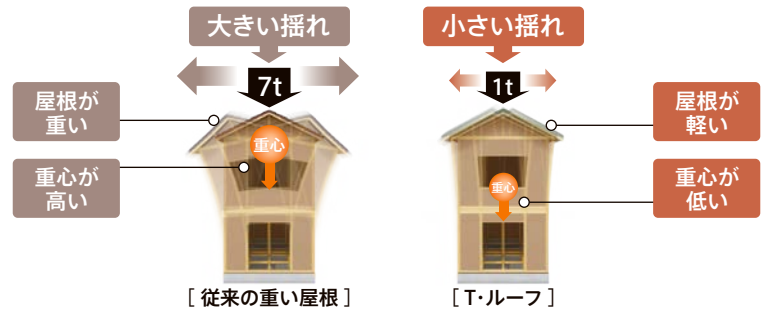 大きい揺れ
小さい揺れ
7t
1t
屋根が
重い
重心が
高い
重心
重心
屋根が
軽い
重心が
低い
［ 従来の重い屋根 ］
［ T・ルーフ ］